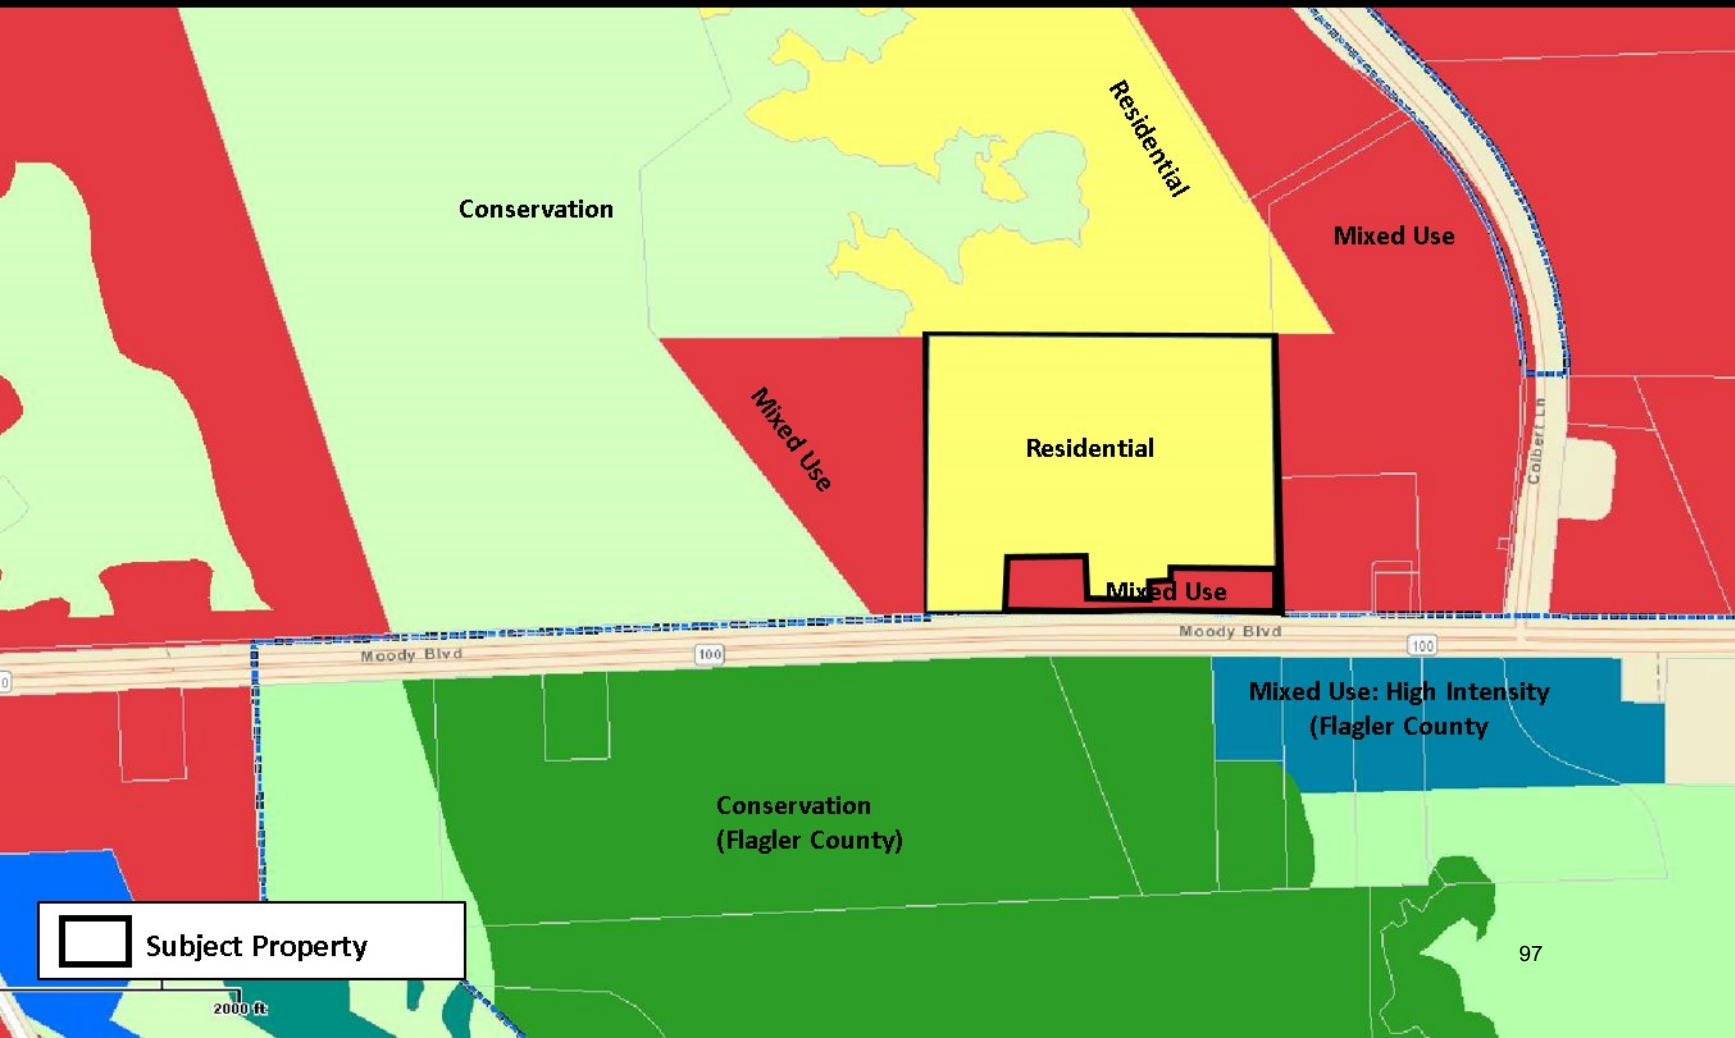 Residential
Conservation
Mixed Use
Mixed Use
Residential
Colbert Ln
Mixed Use
Moody Blvd
Moody Blvd
100
100
0
Mixed Use: High Intensity
(Flagler County
Conservation
(Flagler County)
Subject Property
97
2000 ft